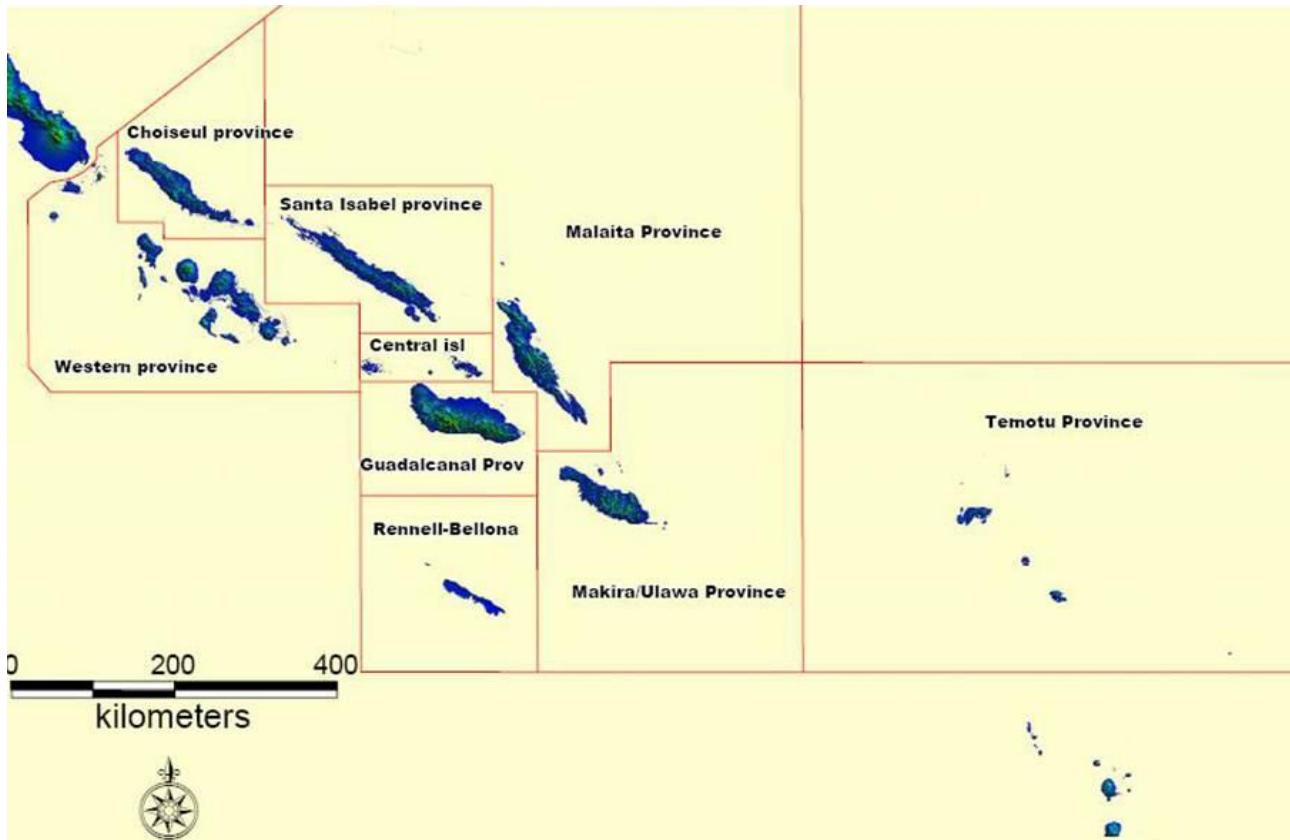 Choiseul province
Santa Isabel province
Malaita Province
Central isl
Western province
Temotu Province
Guadalcanal Prov
Rennell-Bellona
Makira/Ulawa Province
0 200 400
kilometers